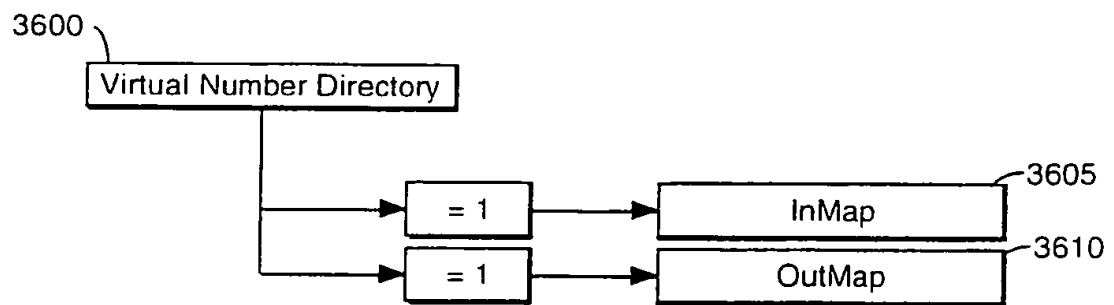 3600
Virtual Number Directory
3605
= 1
InMap
3610
= 1
OutMap